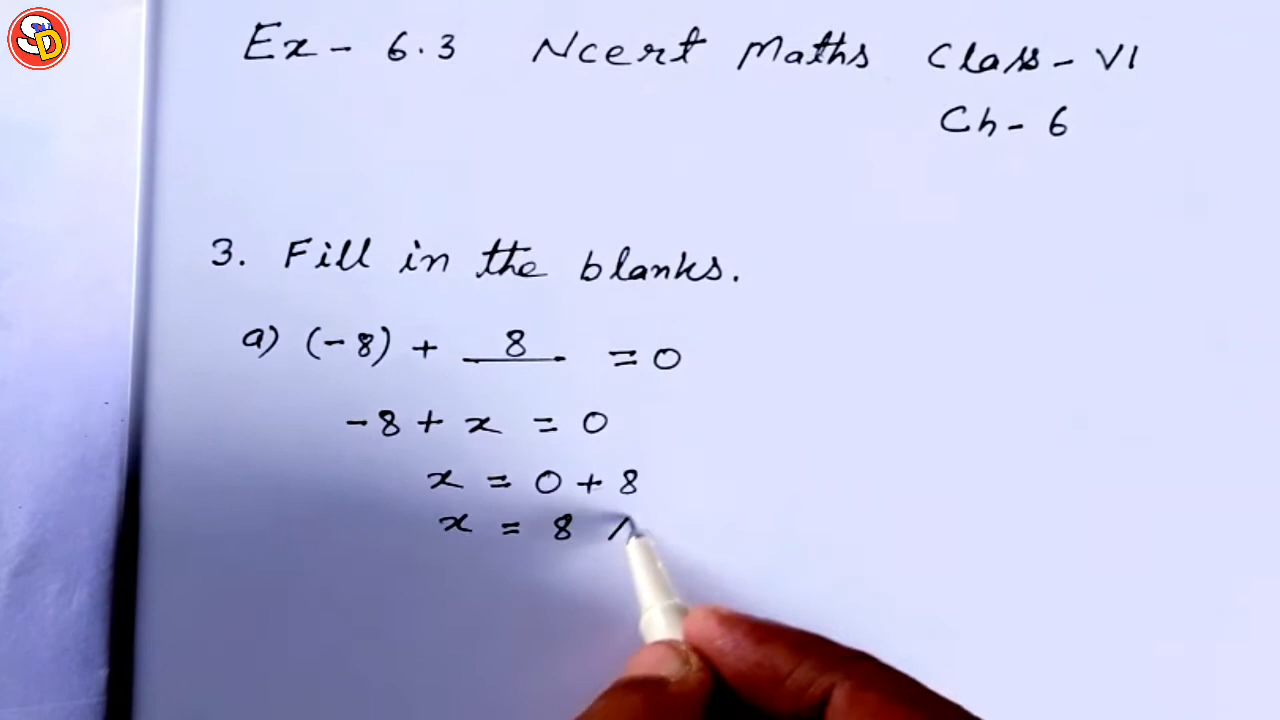 SD
Ex - 6.3 Ncert Maths Class - VI
Ch - 6
3. Fill in the blanks.
a) (-8) + 8 = 0
-8 + x = 0
x = 0 + 8
x = 8